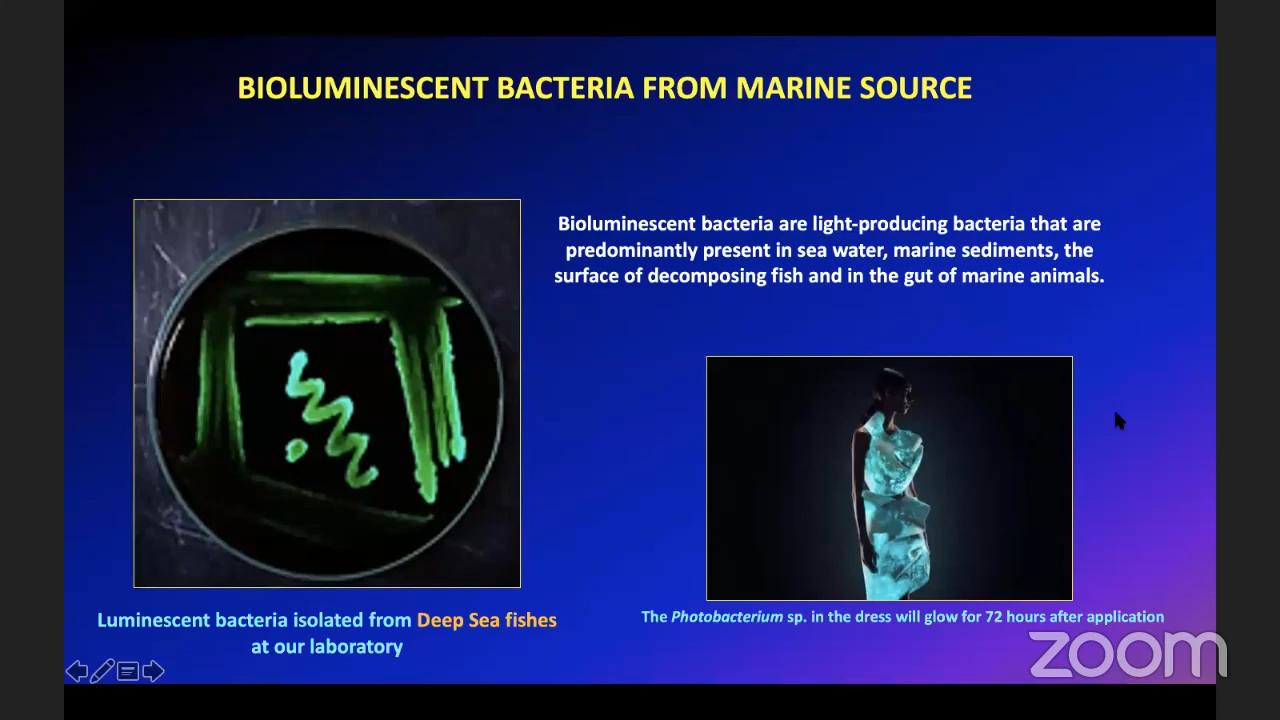 BIOLUMINESCENT BACTERIA FROM MARINE SOURCE
Bioluminescent bacteria are light-producing bacteria that are
predominantly present in sea water, marine sediments, the
surface of decomposing fish and in the gut of marine animals.
Luminescent bacteria isolated from Deep Sea fishes
at our laboratory
The Photobacterium sp. in the dress will glow for 72 hours after application
zoom